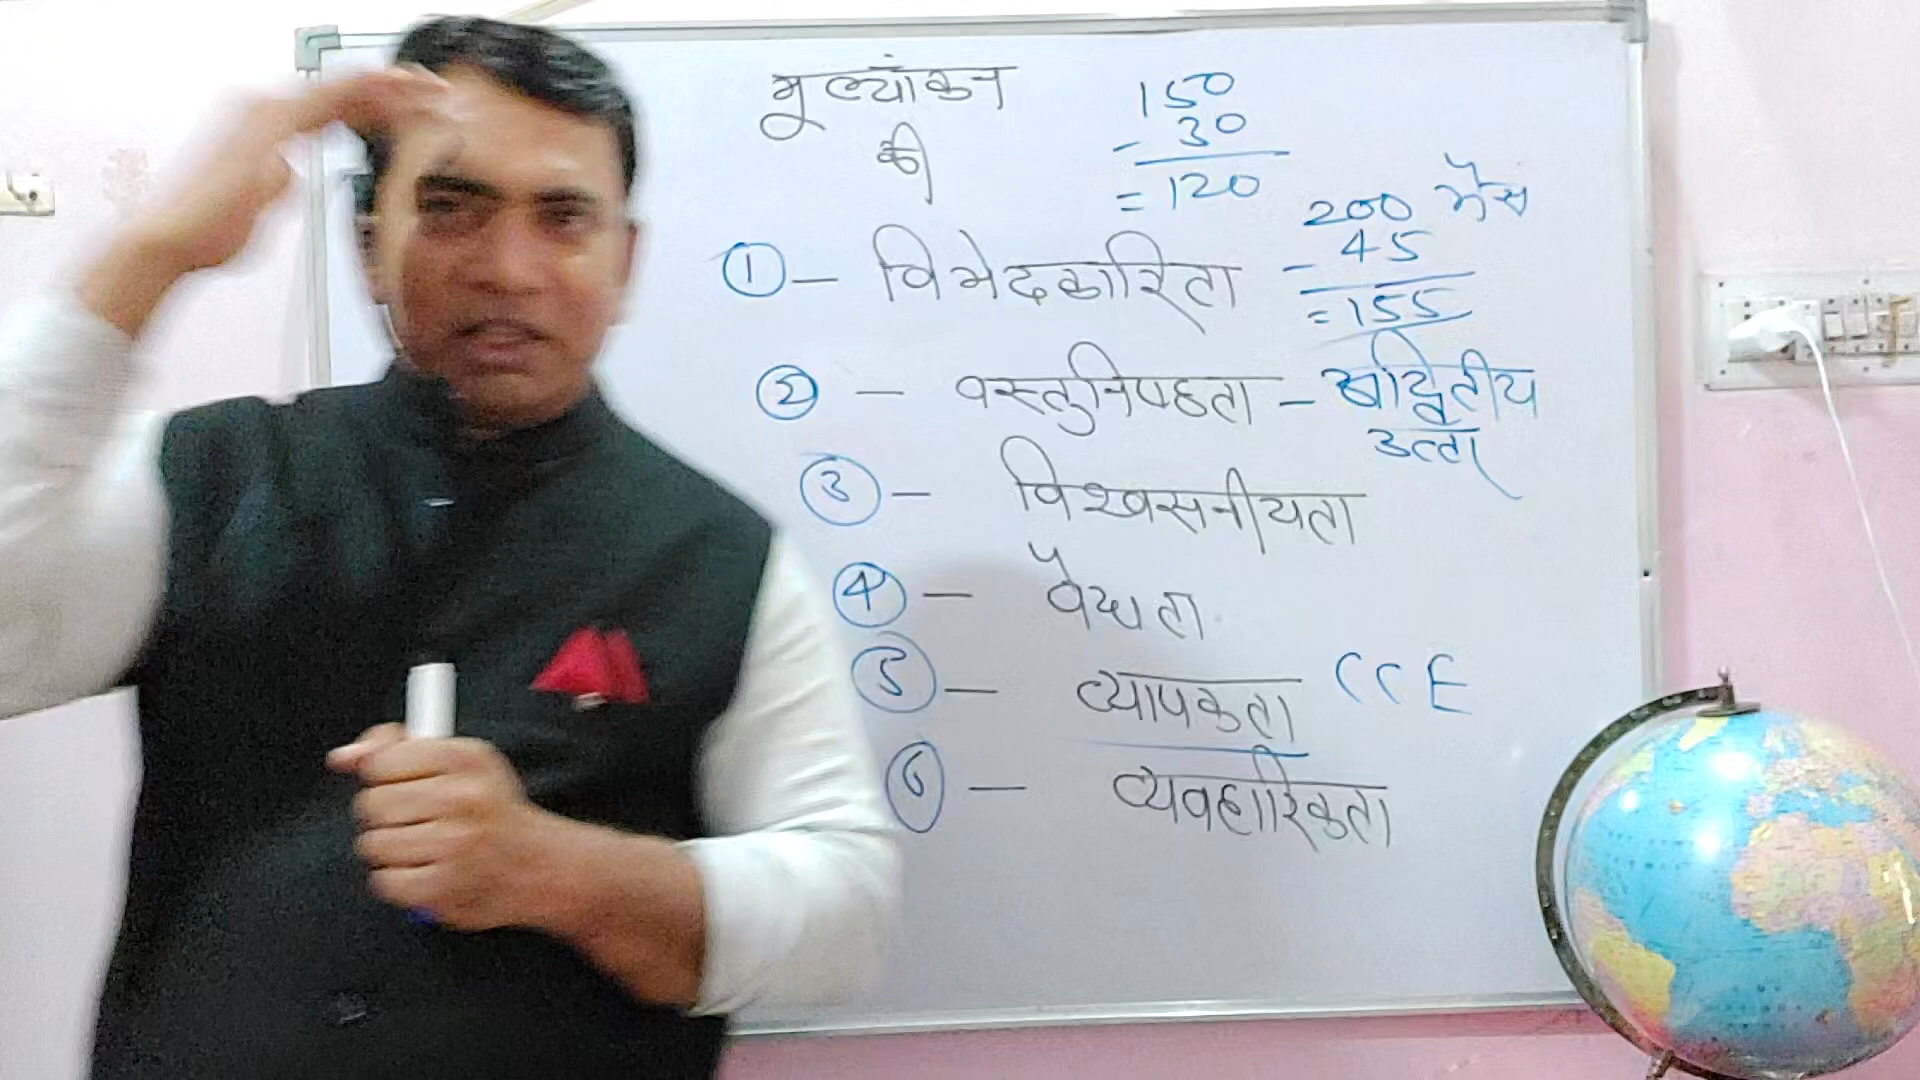 मूल्यांकन
की
150
- 30
= 120
200 भैंस
- 45
= 155
① – विभेदकारिता
② – वस्तुनिष्ठता – अद्वितीय
उत्तर
③ – विश्वसनीयता
④ – वैधता
⑤ – व्यापकता CCE
⑥ – व्यवहारिकता